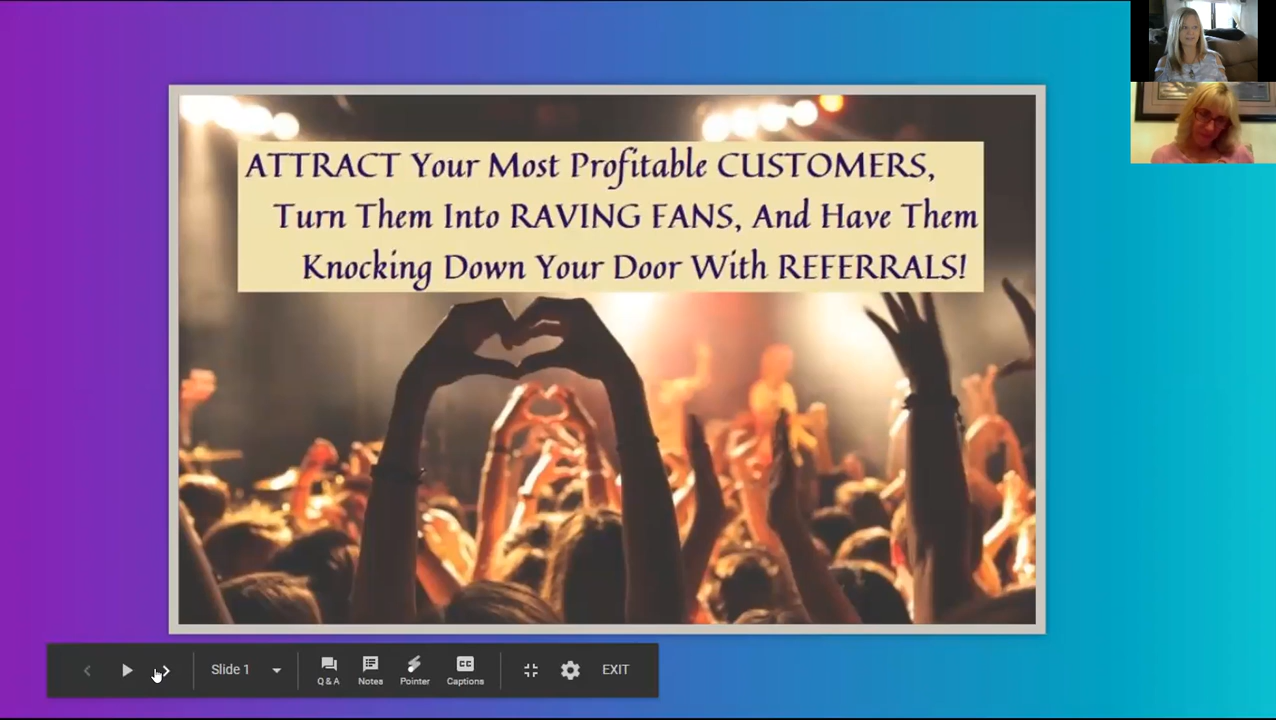 ATTRACT Your Most Profitable CUSTOMERS,
Turn Them Into RAVING FANS, And Have Them
Knocking Down Your Door With REFERRALS!
Slide 1
Q & A
Notes
Pointer
CC
Captions
EXIT